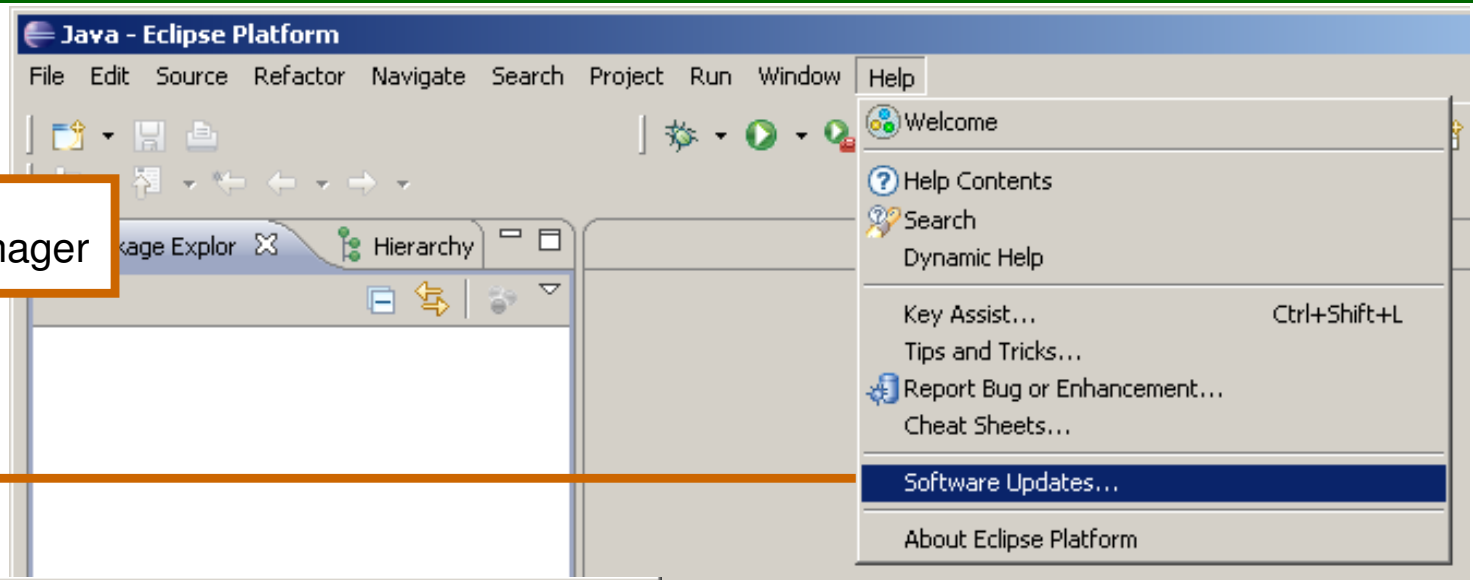 Java - Eclipse Platform
File Edit Source Refactor Navigate Search Project Run Window Help
Welcome
Help Contents
Search
Dynamic Help
Key Assist... Ctrl+Shift+L
Tips and Tricks...
Report Bug or Enhancement...
Cheat Sheets...
Software Updates...
About Eclipse Platform
Explor Hierarchy